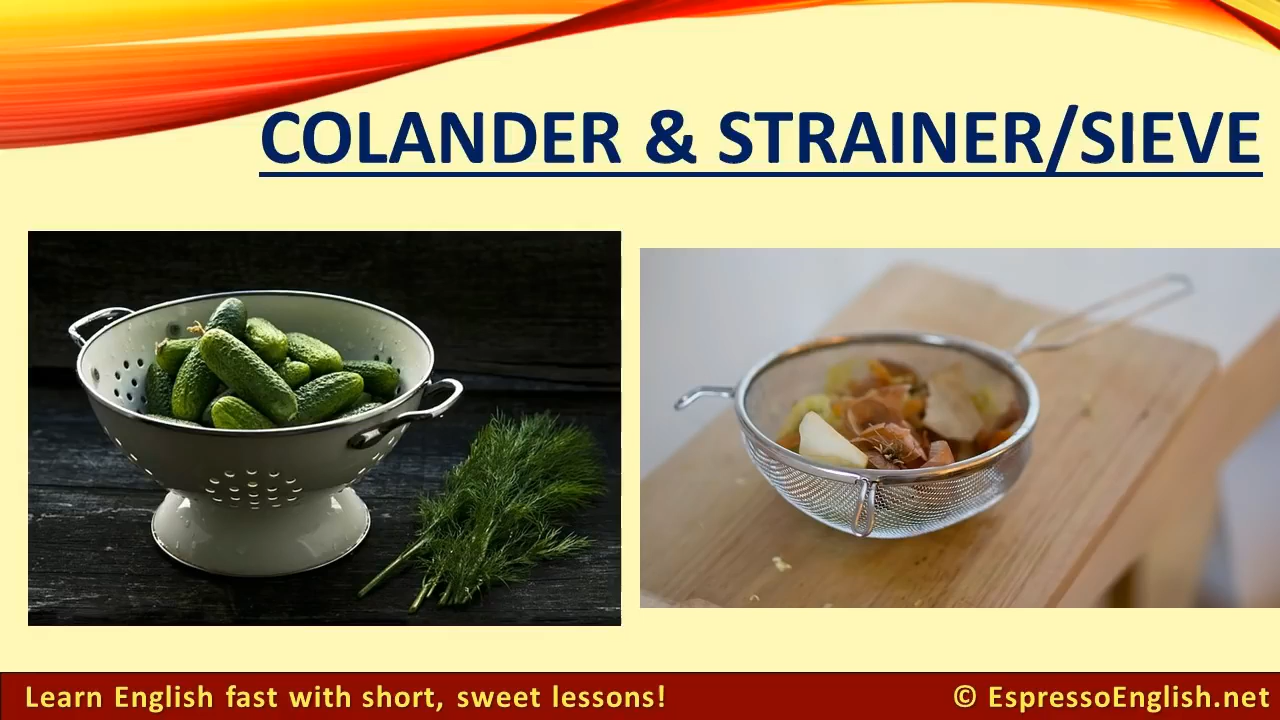 COLANDER & STRAINER/SIEVE
Learn English fast with short, sweet lessons!
© EspressoEnglish.net